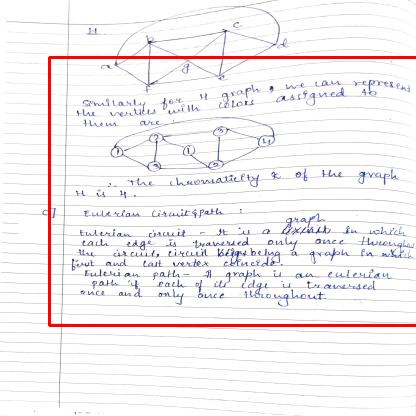 H.
b
c
a
g
d
f
e
Similarly for H graph, we can represent
the vertices with colors assigned to
them are :
1 2 3 4
3 1 2
∴ The chromaticity K of the graph
H is 4.
c] Eulerian Circuit & path :
graph
Eulerian circuit - It is a circuit in which
each edge is traversed only once throughout
the circuit, circuit being a graph in which
first and last vertex coincide.
Eulerian path - A graph is an eulerian
path if each of its edge is traversed
once and only once throughout.